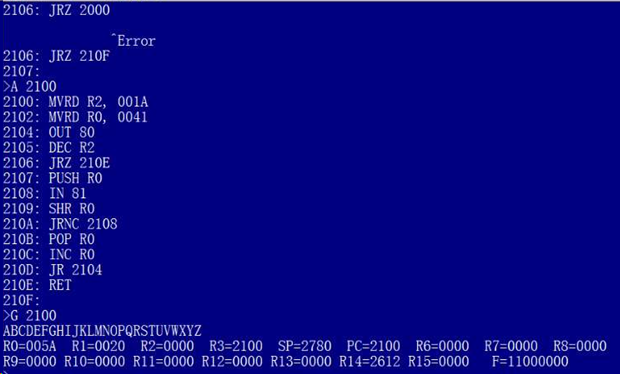 2106: JRZ 2000
^Error
2106: JRZ 210F
2107:
>A 2100
2100: MVRD R2, 001A
2102: MVRD R0, 0041
2104: OUT 80
2105: DEC R2
2106: JRZ 210E
2107: PUSH R0
2108: IN 81
2109: SHR R0
210A: JRNC 2108
210B: POP R0
210C: INC R0
210D: JR 2104
210E: RET
210F:
>G 2100
ABCDEFGHIJKLMNOPQRSTUVWXYZ
R0=005A R1=0020 R2=0000 R3=2100 SP=2780 PC=2100 R6=0000 R7=0000 R8=0000
R9=0000 R10=0000 R11=0000 R12=0000 R13=0000 R14=2612 R15=0000 F=11000000